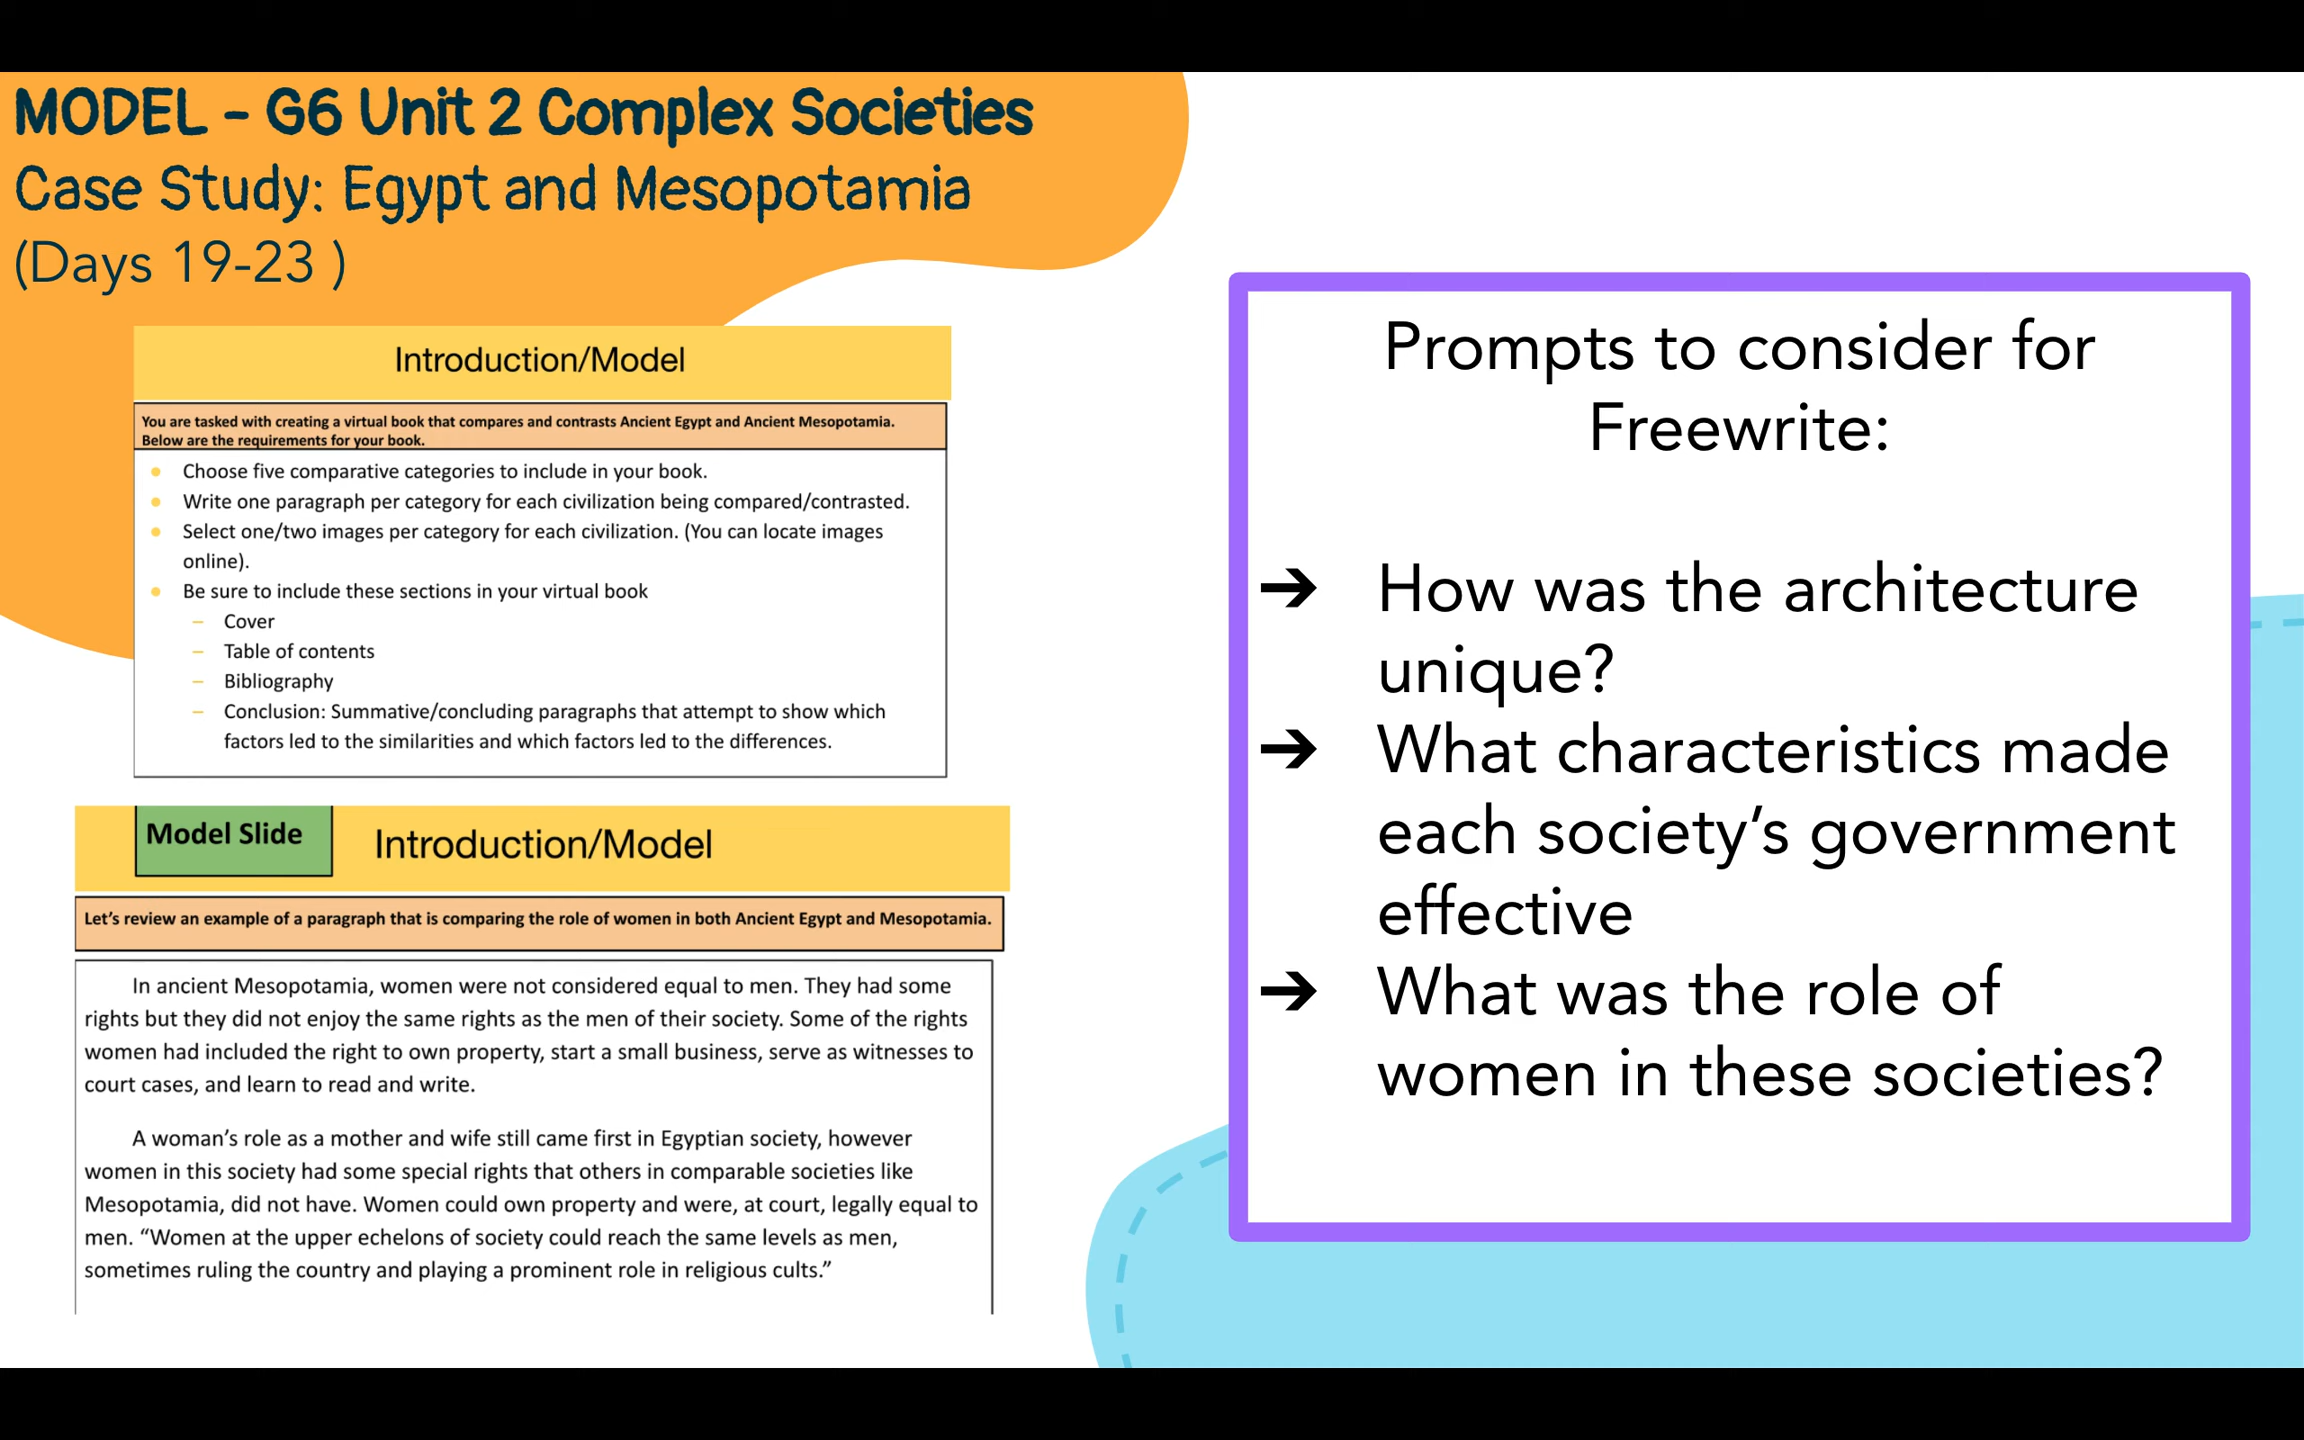 MODEL - G6 Unit 2 Complex Societies
Case Study: Egypt and Mesopotamia
(Days 19-23 )
Introduction/Model
You are tasked with creating a virtual book that compares and contrasts Ancient Egypt and Ancient Mesopotamia.
Below are the requirements for your book.
● Choose five comparative categories to include in your book.
● Write one paragraph per category for each civilization being compared/contrasted.
● Select one/two images per category for each civilization. (You can locate images
online).
● Be sure to include these sections in your virtual book
– Cover
– Table of contents
– Bibliography
– Conclusion: Summative/concluding paragraphs that attempt to show which
factors led to the similarities and which factors led to the differences.
Model Slide
Introduction/Model
Let's review an example of a paragraph that is comparing the role of women in both Ancient Egypt and Mesopotamia.
In ancient Mesopotamia, women were not considered equal to men. They had some
rights but they did not enjoy the same rights as the men of their society. Some of the rights
women had included the right to own property, start a small business, serve as witnesses to
court cases, and learn to read and write.
A woman's role as a mother and wife still came first in Egyptian society, however
women in this society had some special rights that others in comparable societies like
Mesopotamia, did not have. Women could own property and were, at court, legally equal to
men. "Women at the upper echelons of society could reach the same levels as men,
sometimes ruling the country and playing a prominent role in religious cults."
Prompts to consider for
Freewrite:
➔ How was the architecture
unique?
➔ What characteristics made
each society's government
effective
➔ What was the role of
women in these societies?